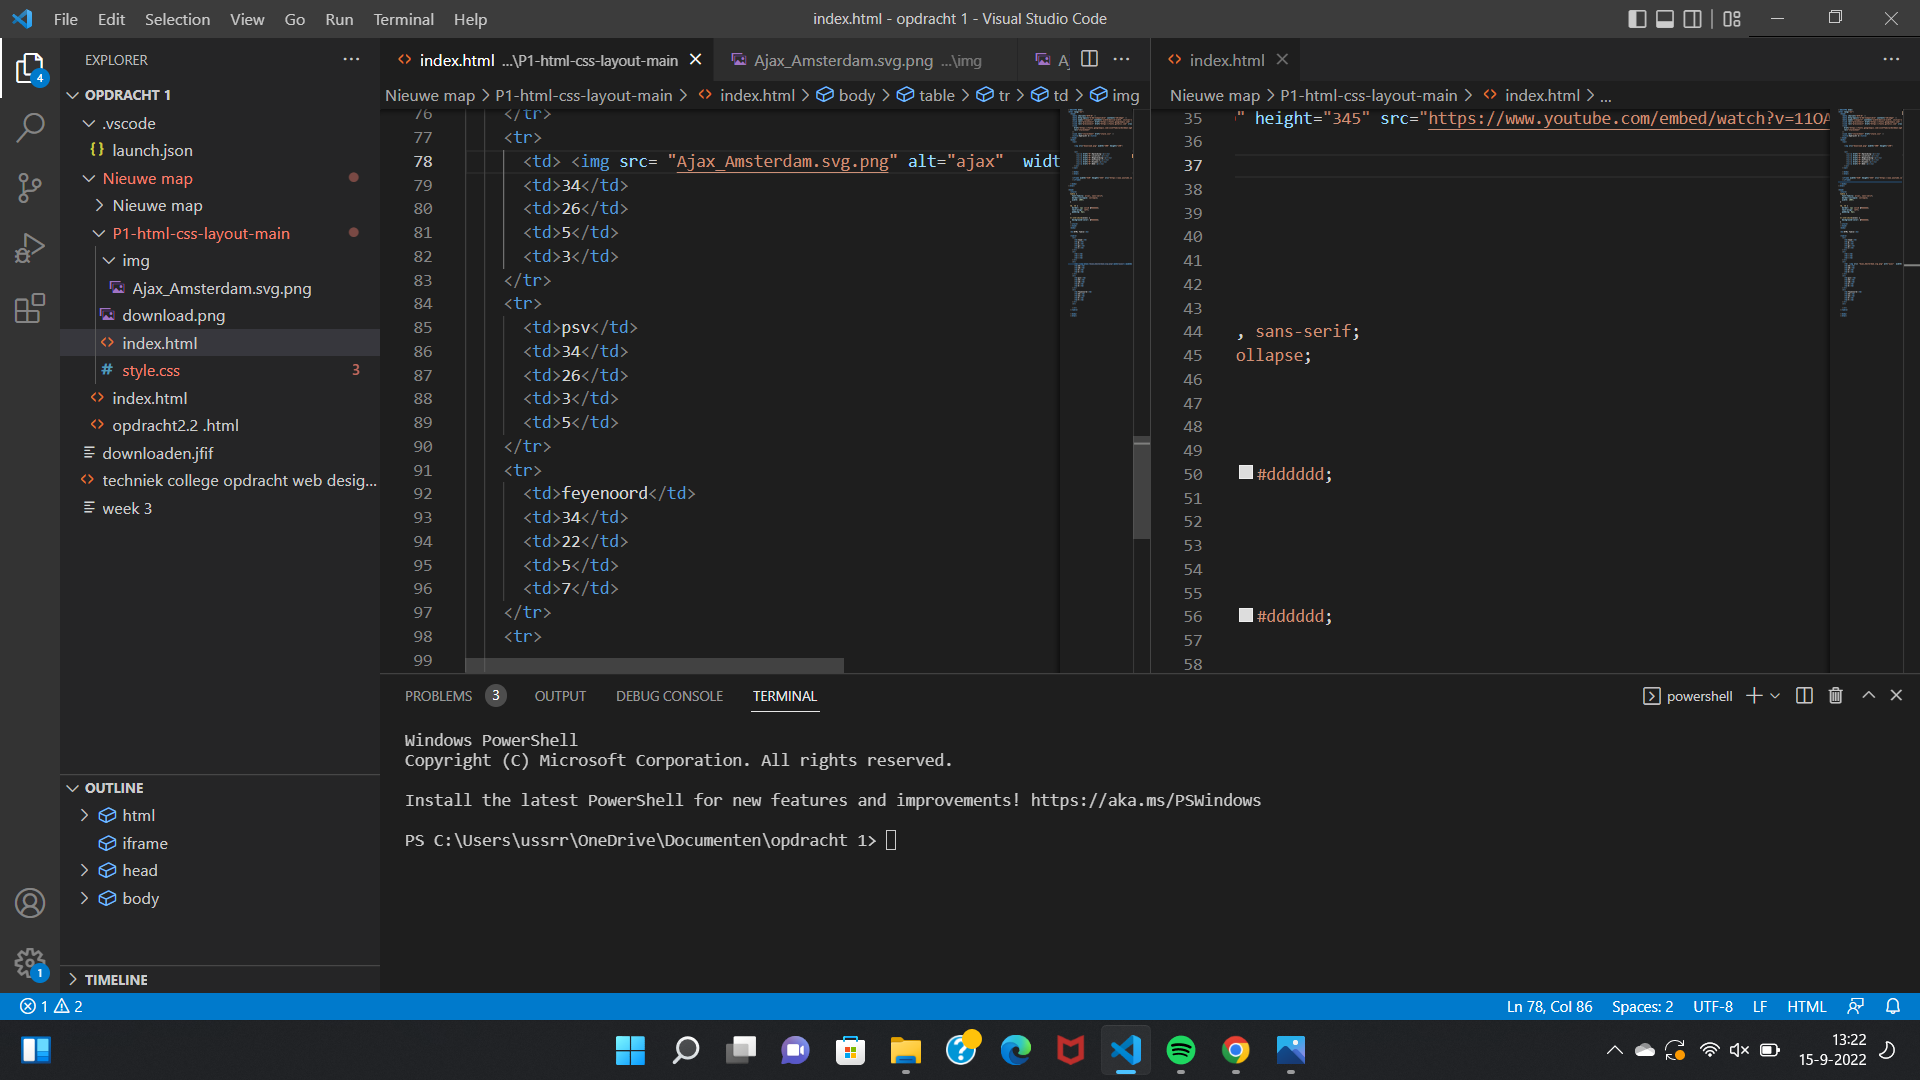 File Edit Selection View Go Run Terminal Help
index.html - opdracht 1 - Visual Studio Code
EXPLORER
OPDRACHT 1
.vscode
launch.json
Nieuwe map
Nieuwe map
P1-html-css-layout-main
img
Ajax_Amsterdam.svg.png
download.png
index.html
style.css 3
index.html
opdracht2.2 .html
downloaden.jfif
techniek college opdracht web desig...
week 3
OUTLINE
html
iframe
head
body
TIMELINE
4
1
index.html ...\P1-html-css-layout-main
Ajax_Amsterdam.svg.png ...\img
Nieuwe map > P1-html-css-layout-main > index.html > body > table > tr > td > img
76 </tr>
77 <tr>
78 <td> <img src= "Ajax_Amsterdam.svg.png" alt="ajax"  widt
79 <td>34</td>
80 <td>26</td>
81 <td>5</td>
82 <td>3</td>
83 </tr>
84 <tr>
85 <td>psv</td>
86 <td>34</td>
87 <td>26</td>
88 <td>3</td>
89 <td>5</td>
90 </tr>
91 <tr>
92 <td>feyenoord</td>
93 <td>34</td>
94 <td>22</td>
95 <td>5</td>
96 <td>7</td>
97 </tr>
98 <tr>
99
index.html
Nieuwe map > P1-html-css-layout-main > index.html > ...
35 " height="345" src="https://www.youtube.com/embed/watch?v=11OA
36
37
38
39
40
41
42
43
44 , sans-serif;
45 ollapse;
46
47
48
49
50 #dddddd;
51
52
53
54
55
56 #dddddd;
57
58
PROBLEMS 3 OUTPUT DEBUG CONSOLE TERMINAL
powershell
Windows PowerShell
Copyright (C) Microsoft Corporation. All rights reserved.
Install the latest PowerShell for new features and improvements! https://aka.ms/PSWindows
PS C:\Users\ussrr\OneDrive\Documenten\opdracht 1>
1 2
Ln 78, Col 86 Spaces: 2 UTF-8 LF HTML
13:22
15-9-2022